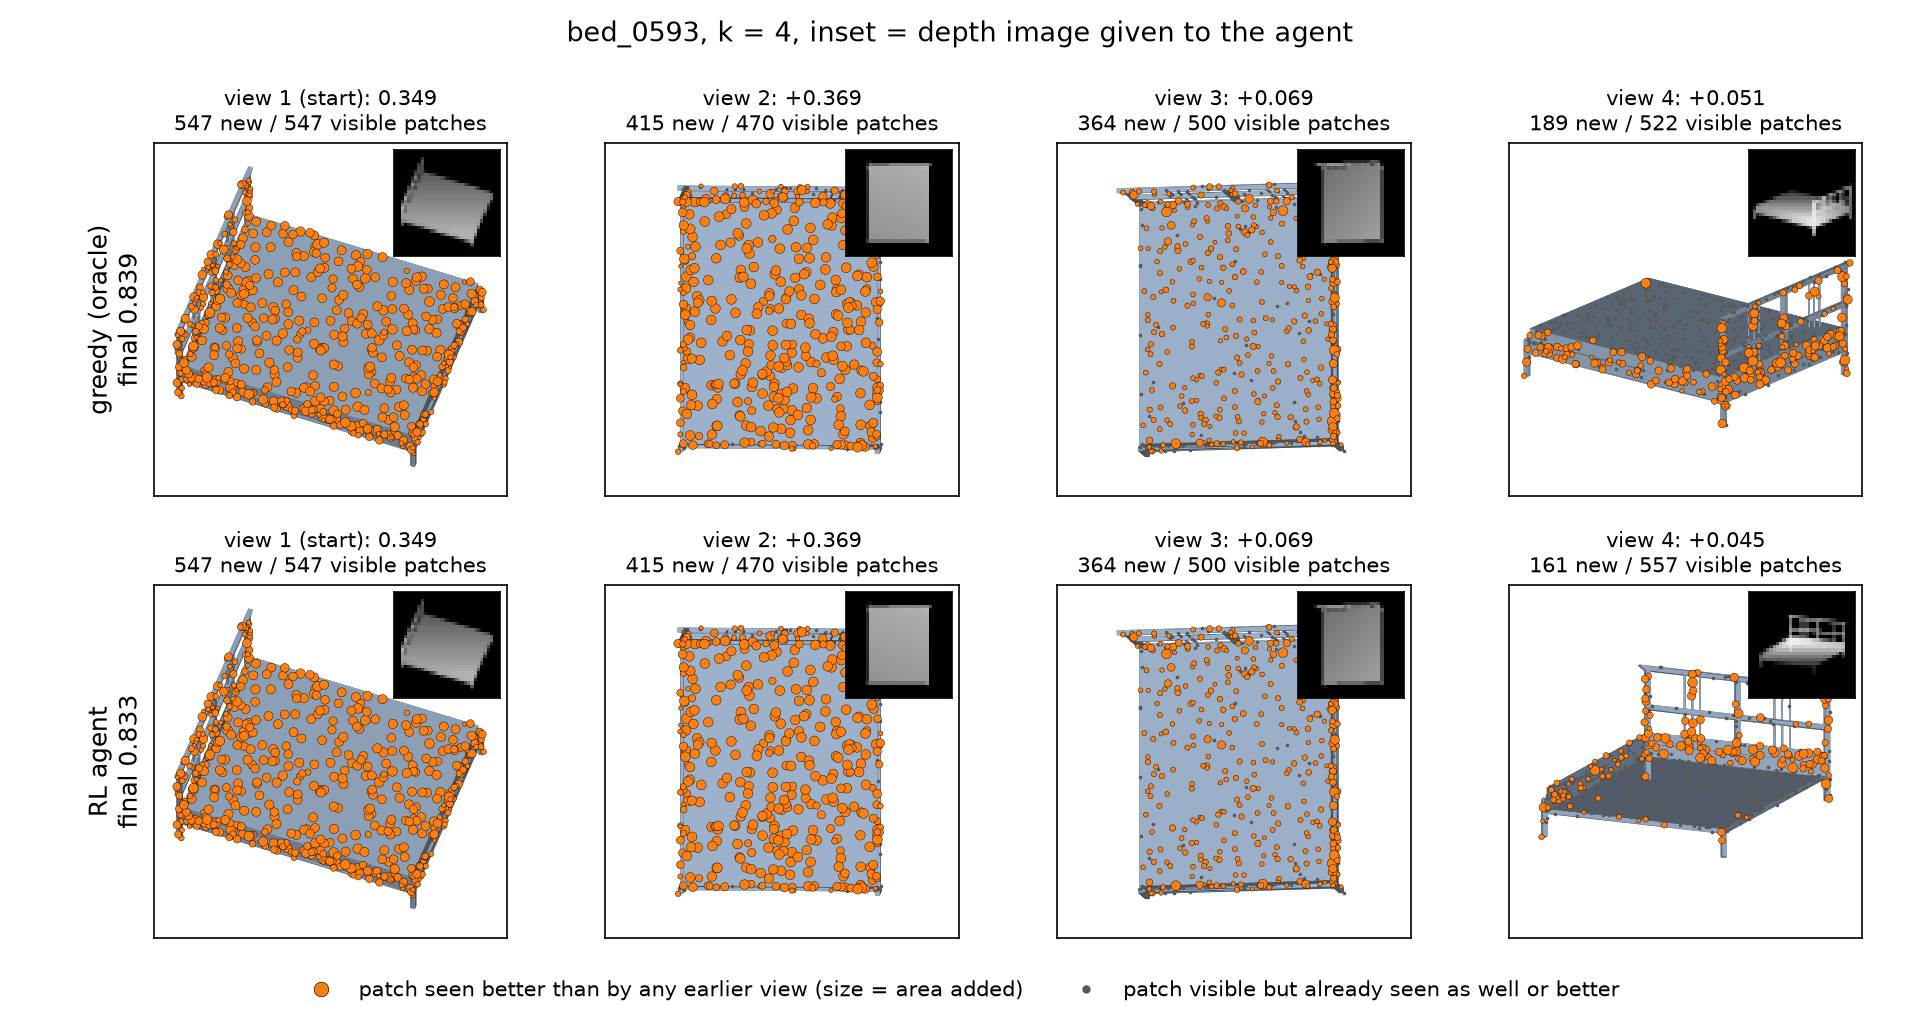 bed_0593, k = 4, inset = depth image given to the agent
view 1 (start): 0.349
547 new / 547 visible patches
view 2: +0.369
415 new / 470 visible patches
view 3: +0.069
364 new / 500 visible patches
view 4: +0.051
189 new / 522 visible patches
greedy (oracle)
final 0.839
view 1 (start): 0.349
547 new / 547 visible patches
view 2: +0.369
415 new / 470 visible patches
view 3: +0.069
364 new / 500 visible patches
view 4: +0.045
161 new / 557 visible patches
RL agent
final 0.833
patch seen better than by any earlier view (size = area added)
patch visible but already seen as well or better